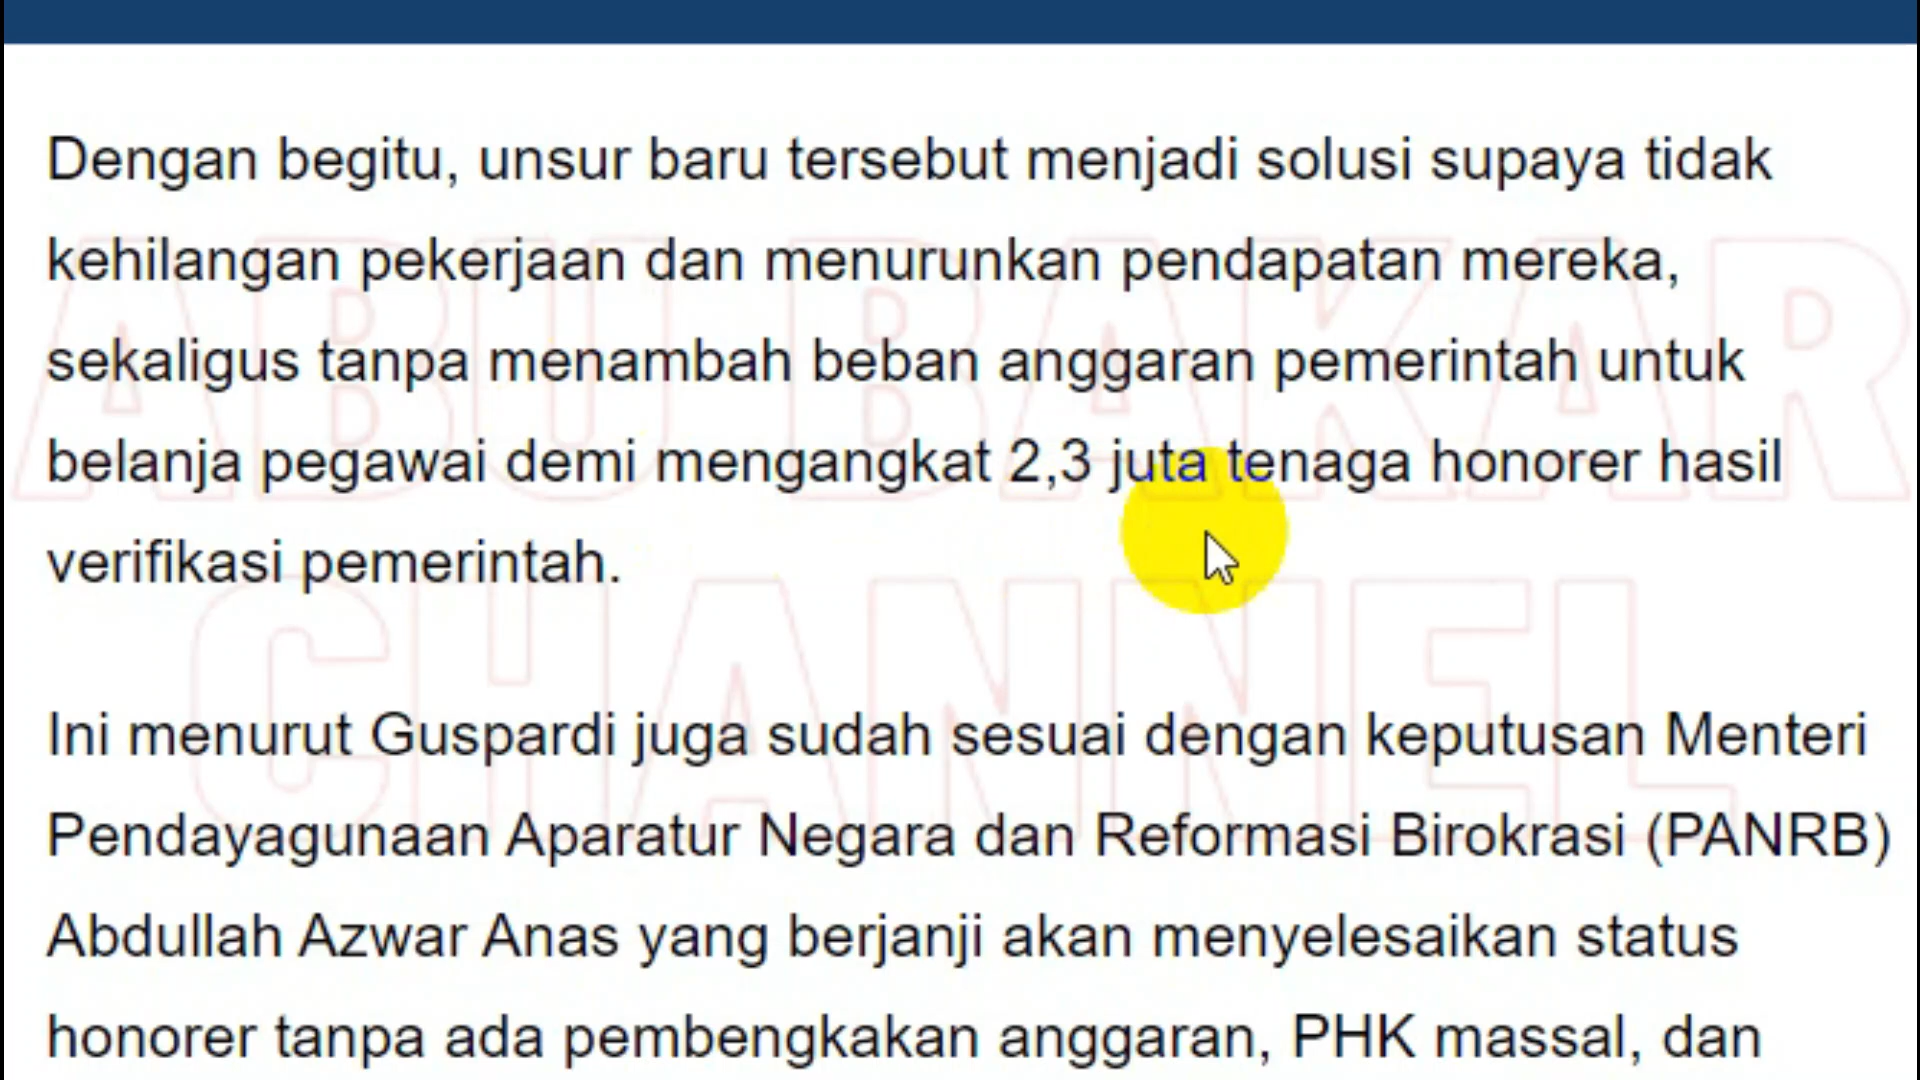 Dengan begitu, unsur baru tersebut menjadi solusi supaya tidak
kehilangan pekerjaan dan menurunkan pendapatan mereka,
sekaligus tanpa menambah beban anggaran pemerintah untuk
belanja pegawai demi mengangkat 2,3 juta tenaga honorer hasil
verifikasi pemerintah.
ABU BAKAR
CHANNEL
Ini menurut Guspardi juga sudah sesuai dengan keputusan Menteri
Pendayagunaan Aparatur Negara dan Reformasi Birokrasi (PANRB)
Abdullah Azwar Anas yang berjanji akan menyelesaikan status
honorer tanpa ada pembengkakan anggaran, PHK massal, dan